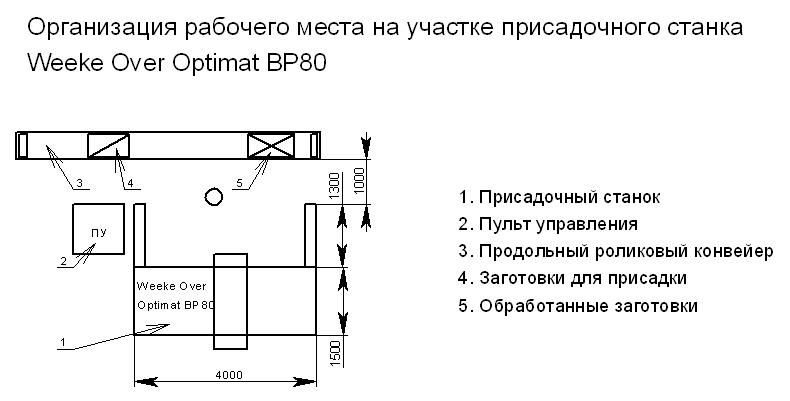 Организация рабочего места на участке присадочного станка
Weeke Over Optimat BP80
3
4
5
1300
1000
ПУ
2
Weeke Over
Optimat BP 80
1
1500
4000
1. Присадочный станок
2. Пульт управления
3. Продольный роликовый конвейер
4. Заготовки для присадки
5. Обработанные заготовки